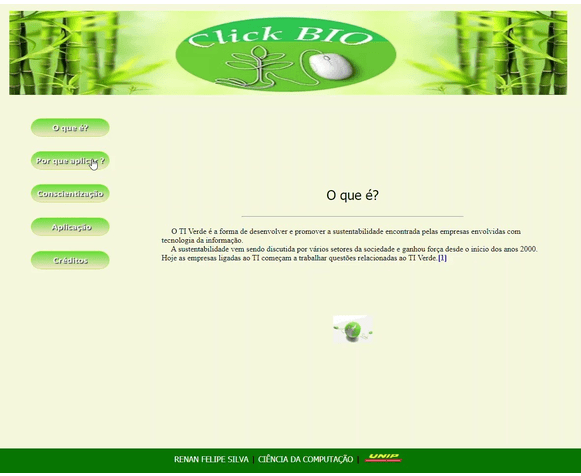 Click BIO
O que é?
Por que aplicar ?
Conscientização
Aplicação
Créditos
O que é?
O TI Verde é a forma de desenvolver e promover a sustentabilidade encontrada pelas empresas envolvidas com
tecnologia da informação.
A sustentabilidade vem sendo discutida por vários setores da sociedade e ganhou força desde o início dos anos 2000.
Hoje as empresas ligadas ao TI começam a trabalhar questões relacionadas ao TI Verde.[1]
RENAN FELIPE SILVA | CIÊNCIA DA COMPUTAÇÃO | UNIP